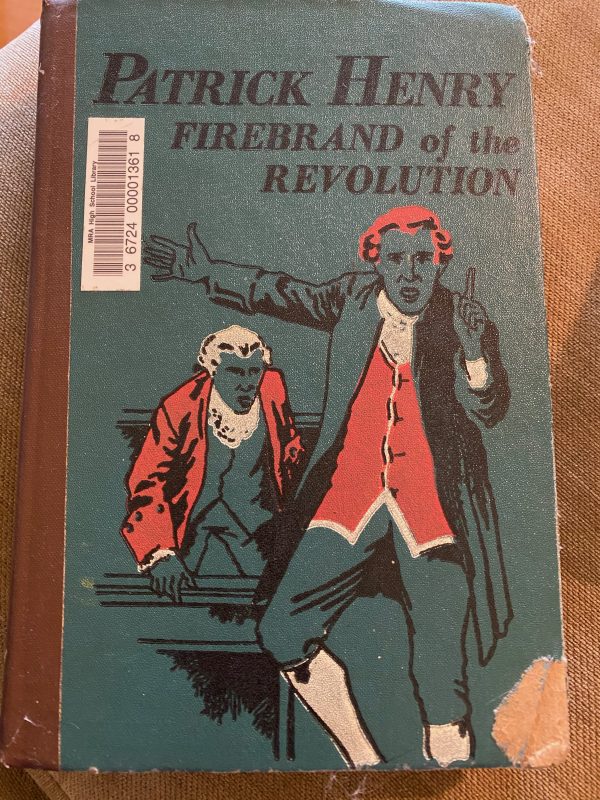 PATRICK HENRY
FIREBRAND of the
REVOLUTION
MRA High School Library
3 6724 00001361 8